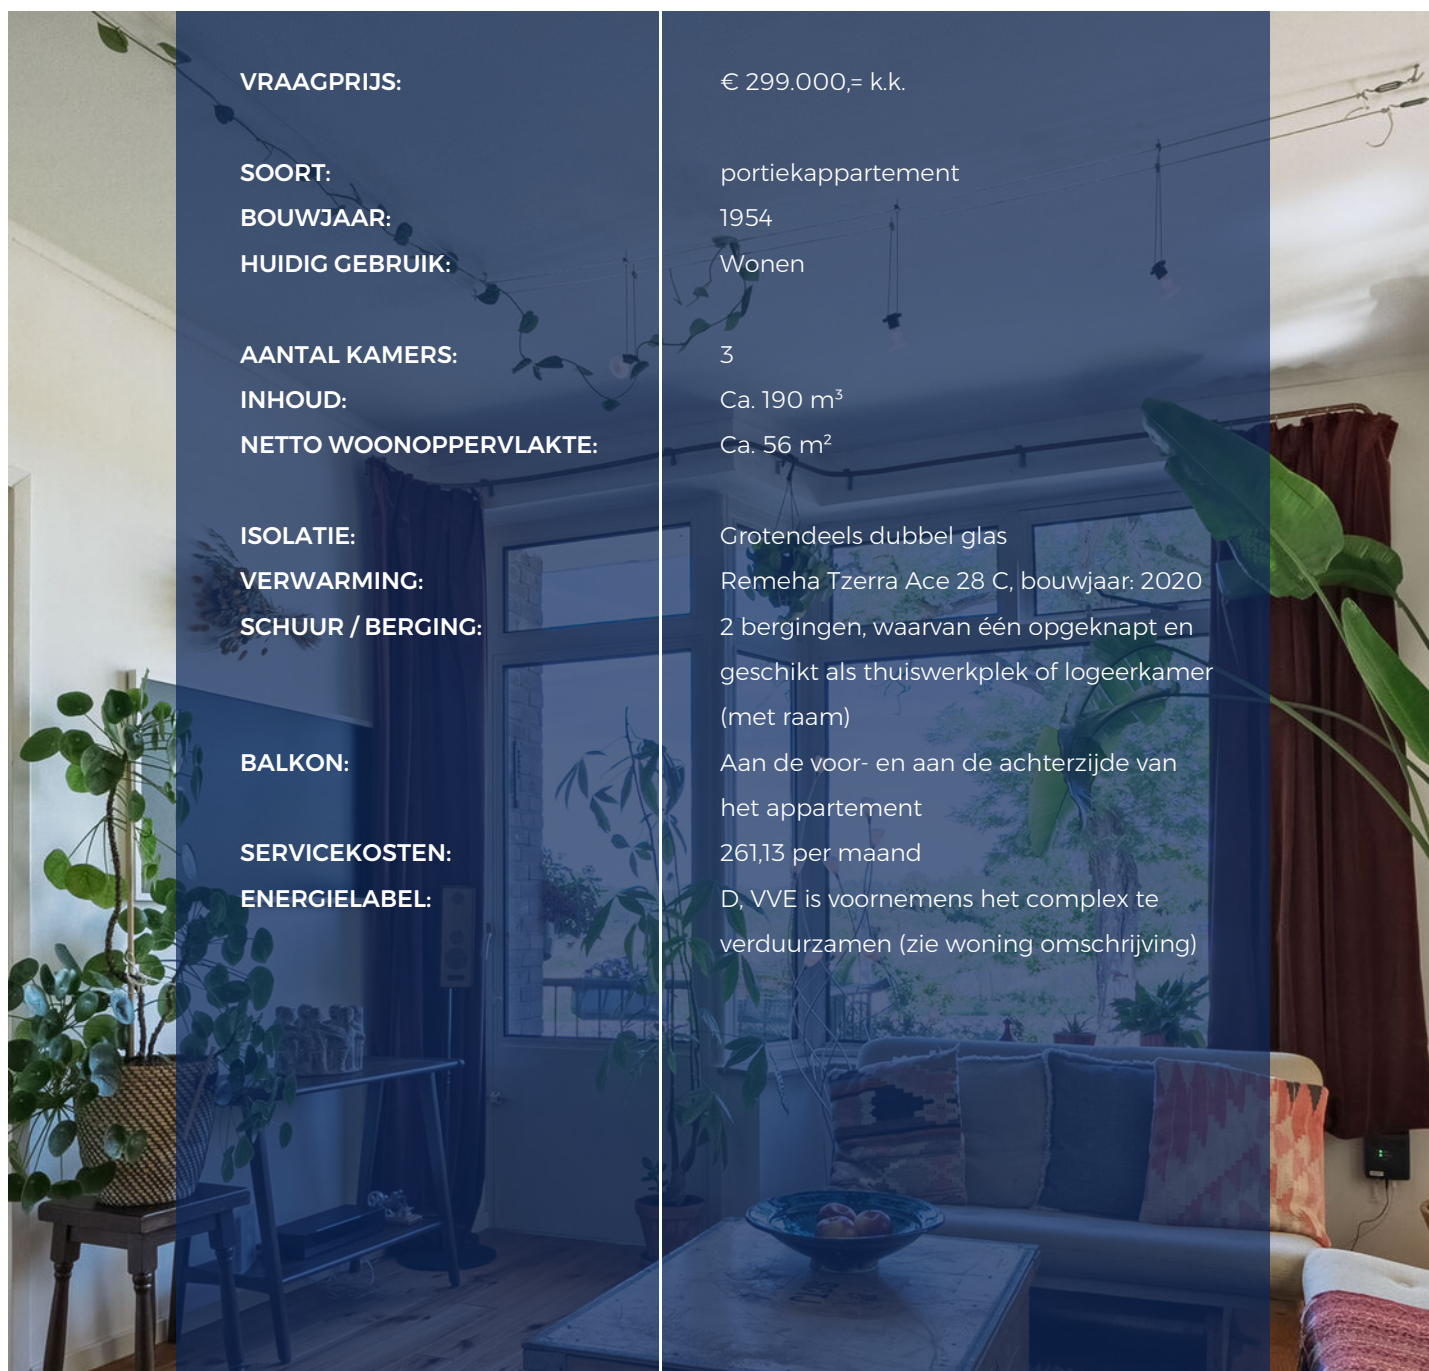 VRAAGPRIJS: € 299.000,= k.k.
SOORT: portiekappartement
BOUWJAAR: 1954
HUIDIG GEBRUIK: Wonen
AANTAL KAMERS: 3
INHOUD: Ca. 190 m³
NETTO WOONOPPERVLAKTE: Ca. 56 m²
ISOLATIE: Grotendeels dubbel glas
VERWARMING: Remeha Tzerra Ace 28 C, bouwjaar: 2020
SCHUUR / BERGING: 2 bergingen, waarvan één opgeknapt en
geschikt als thuiswerkplek of logeerkamer
(met raam)
BALKON: Aan de voor- en aan de achterzijde van
het appartement
SERVICEKOSTEN: 261,13 per maand
ENERGIELABEL: D, VVE is voornemens het complex te
verduurzamen (zie woning omschrijving)